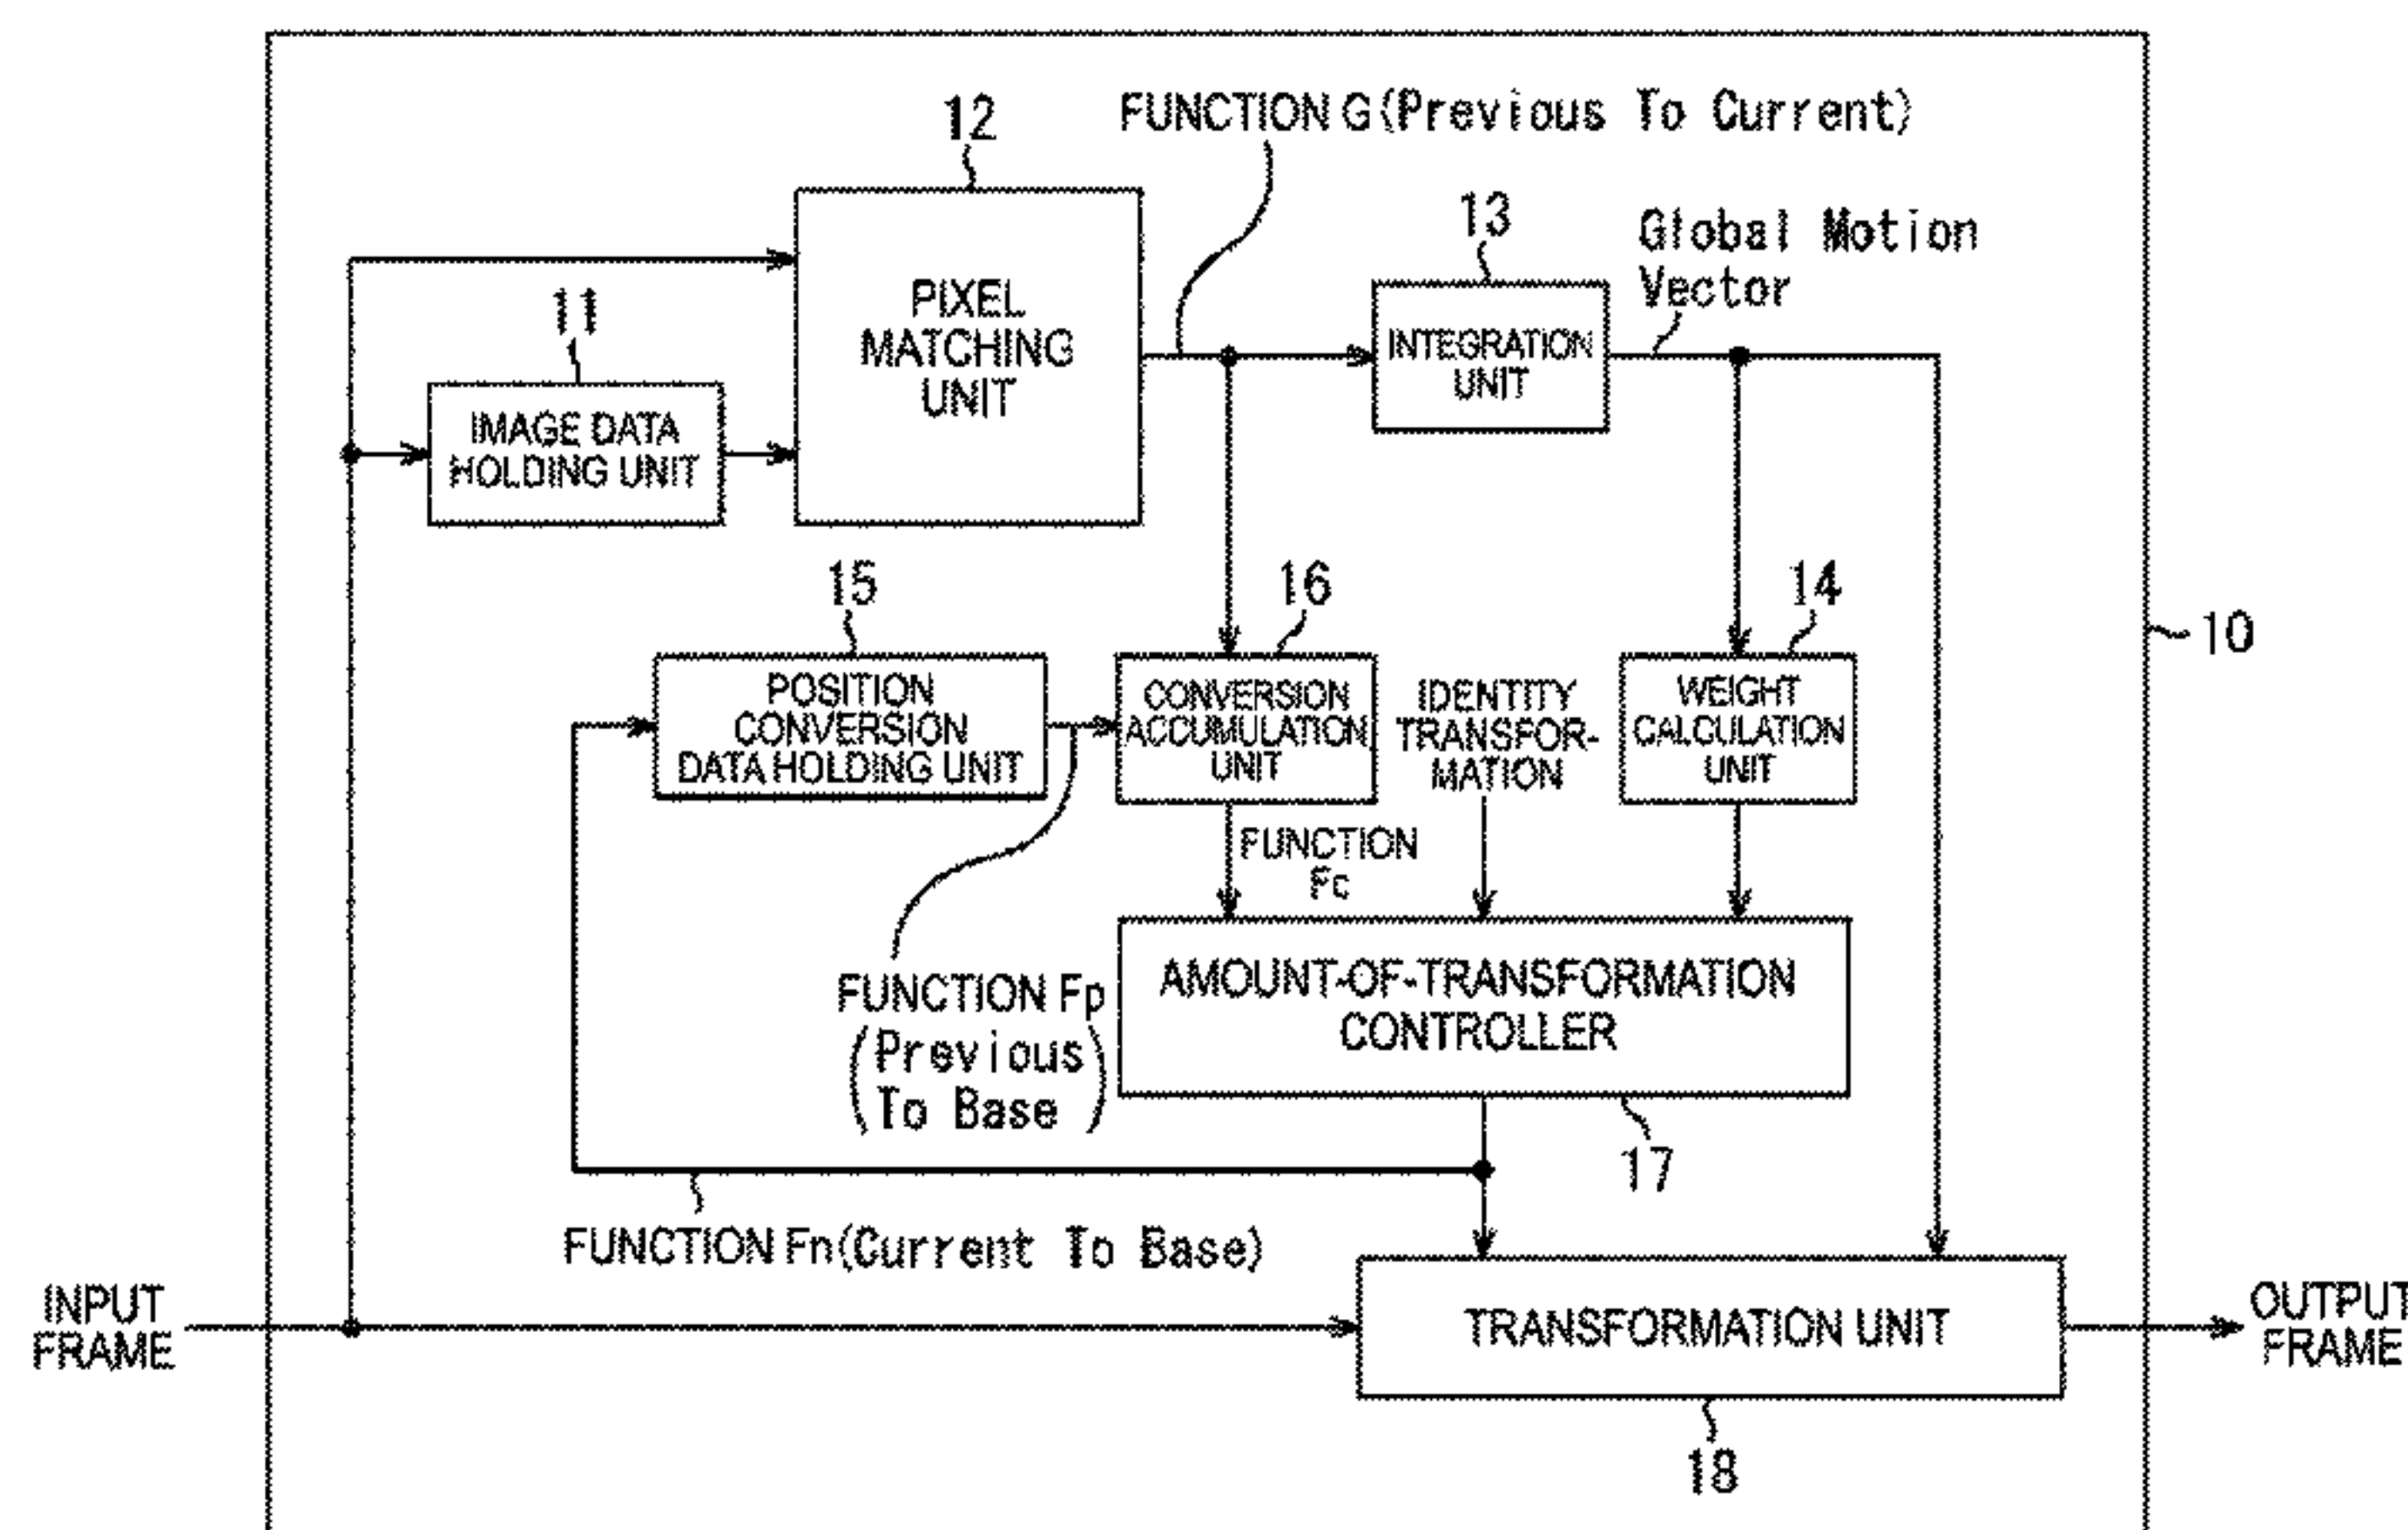 12
FUNCTION G(Previous To Current)
13
Global Motion
Vector
11
PIXEL
MATCHING
UNIT
INTEGRATION
UNIT
IMAGE DATA
HOLDING UNIT
15
16
14
10
POSITION
CONVERSION
DATA HOLDING UNIT
CONVERSION
ACCUMULATION
UNIT
IDENTITY
TRANSFOR-
MATION
WEIGHT
CALCULATION
UNIT
FUNCTION
Fc
FUNCTION Fp
(Previous
To Base)
AMOUNT-OF-TRANSFORMATION
CONTROLLER
17
FUNCTION Fn(Current To Base)
INPUT
FRAME
TRANSFORMATION UNIT
OUTPUT
FRAME
18